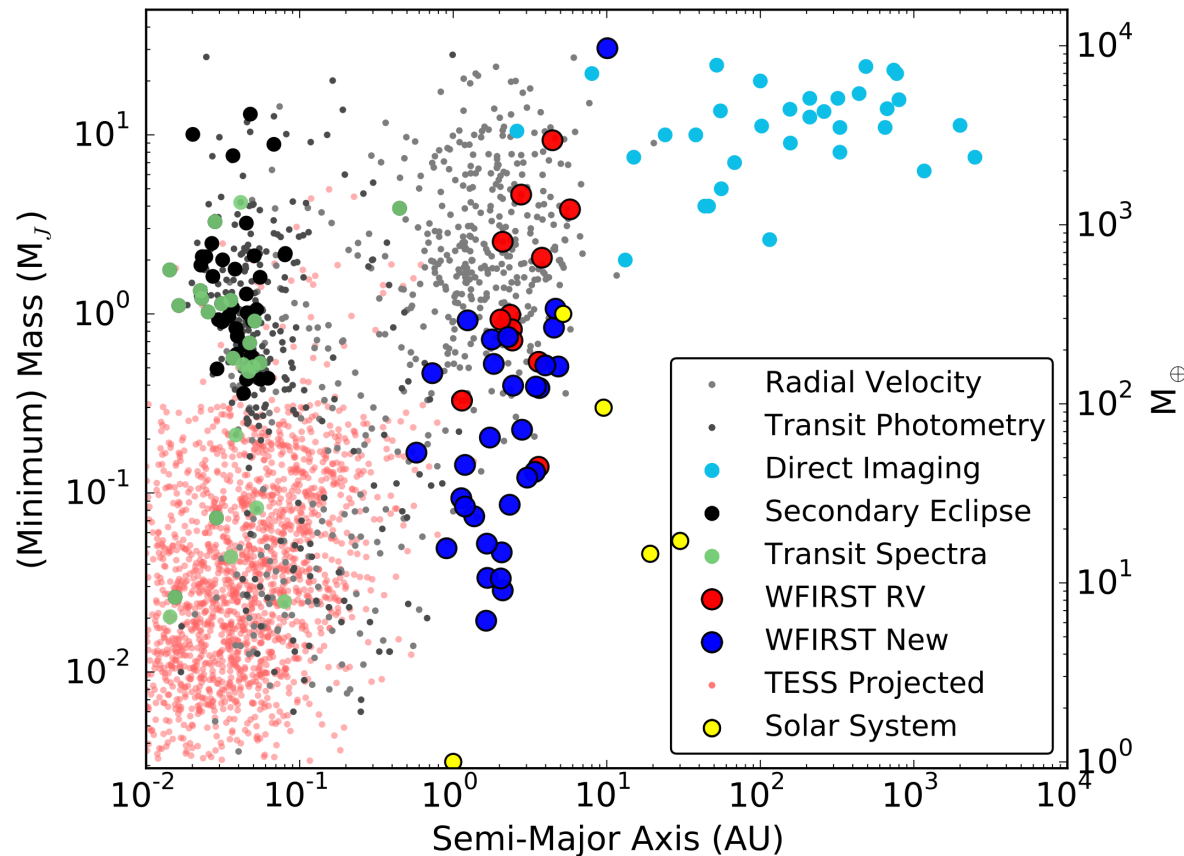 (Minimum) Mass (M_J)
10^1
10^0
10^-1
10^-2
10^4
10^3
10^2
10^1
10^0
M⊕
Radial Velocity
Transit Photometry
Direct Imaging
Secondary Eclipse
Transit Spectra
WFIRST RV
WFIRST New
TESS Projected
Solar System
10^-2 10^-1 10^0 10^1 10^2 10^3 10^4
Semi-Major Axis (AU)